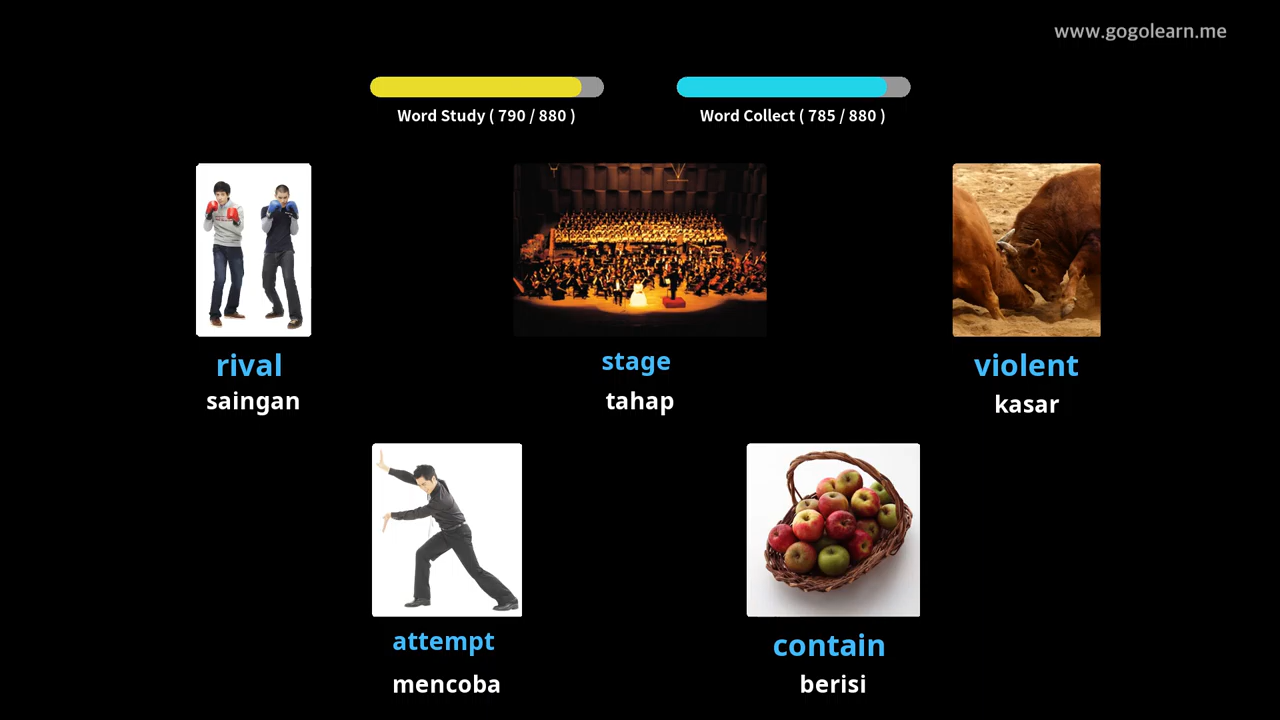 www.gogolearn.me
Word Study ( 790 / 880 )
Word Collect ( 785 / 880 )
rival
saingan
stage
tahap
violent
kasar
attempt
mencoba
contain
berisi